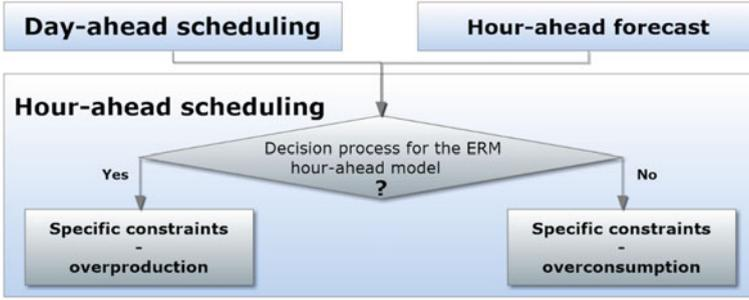 Day-ahead scheduling
Hour-ahead forecast
Hour-ahead scheduling
Decision process for the ERM
hour-ahead model
?
Yes
No
Specific constraints
-
overproduction
Specific constraints
-
overconsumption